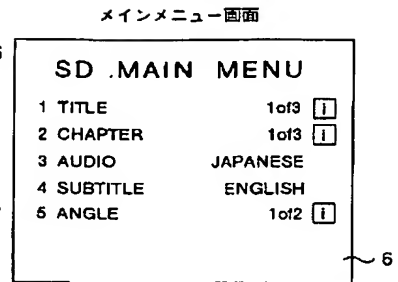 メインメニュー画面
SD .MAIN MENU
1 TITLE 1of3 i
2 CHAPTER 1of3 i
3 AUDIO JAPANESE
4 SUBTITLE ENGLISH
5 ANGLE 1of2 i
6